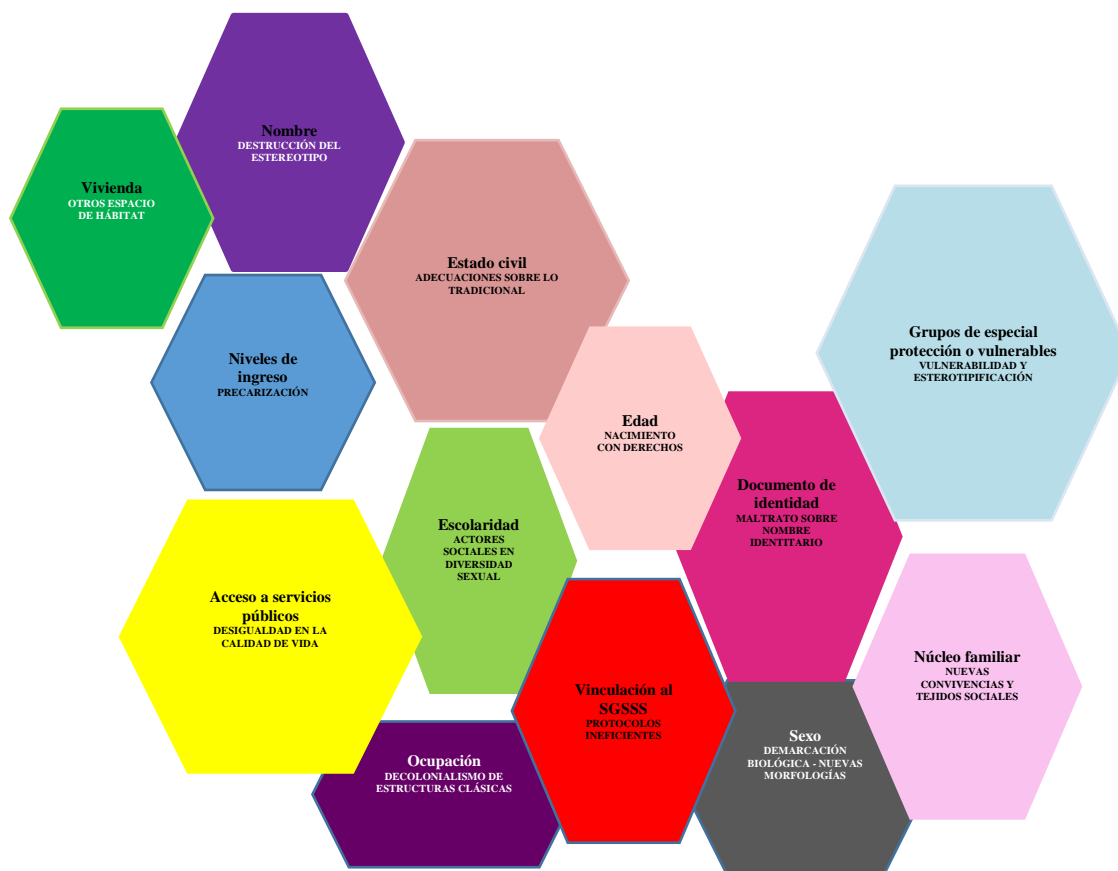 Nombre
DESTRUCCIÓN DEL
ESTEREOTIPO
Vivienda
OTROS ESPACIO
DE HÁBITAT
Estado civil
ADECUACIONES SOBRE LO
TRADICIONAL
Grupos de especial
protección o vulnerables
VULNERABILIDAD Y
ESTEROTIPIFICACIÓN
Niveles de
ingreso
PRECARIZACIÓN
Edad
NACIMIENTO
CON DERECHOS
Documento de
identidad
MALTRATO SOBRE
NOMBRE
IDENTITARIO
Escolaridad
ACTORES
SOCIALES EN
DIVERSIDAD
SEXUAL
Acceso a servicios
públicos
DESIGUALDAD EN LA
CALIDAD DE VIDA
Núcleo familiar
NUEVAS
CONVIVENCIAS Y
TEJIDOS SOCIALES
Vinculación al
SGSSS
PROTOCOLOS
INEFICIENTES
Sexo
DEMARCACIÓN
BIOLÓGICA - NUEVAS
MORFOLOGÍAS
Ocupación
DECOLONIALISMO DE
ESTRUCTURAS CLÁSICAS